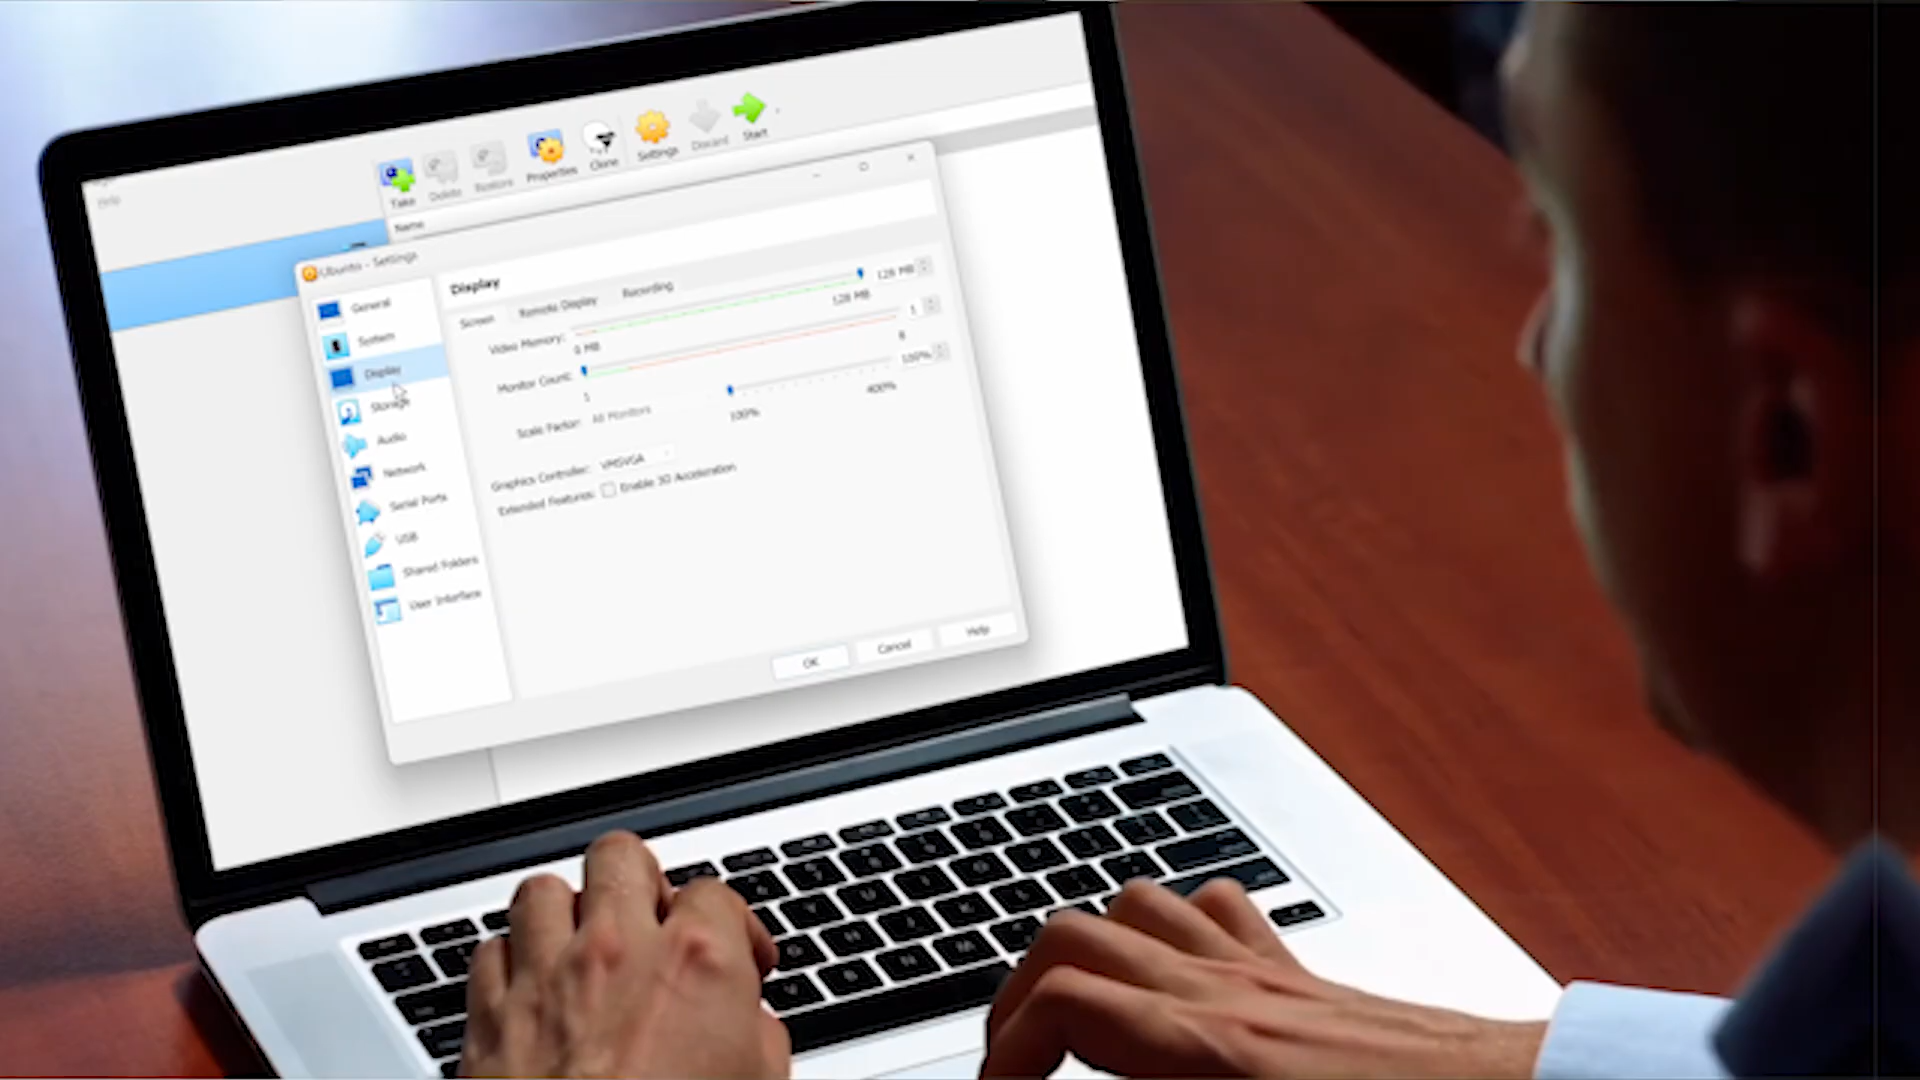 Help
Take Delete Restore Properties Clone Settings Discard Start
Name
Ubuntu - Settings
General
System
Display
Storage
Audio
Network
Serial Ports
USB
Shared Folders
User Interface
Display
Screen Remote Display Recording
Video Memory: 128 MB
0 MB 128 MB
Monitor Count: 1
1 8
Scale Factor: All Monitors 100%
100% 400%
Graphics Controller: VMSVGA
Extended Features: Enable 3D Acceleration
OK Cancel Help